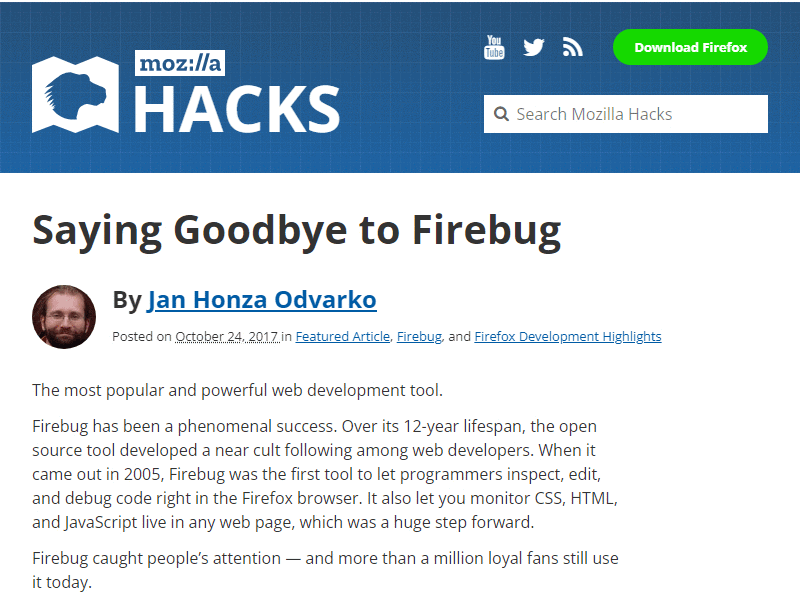 moz://a
HACKS
You
Tube
Download Firefox
Search Mozilla Hacks
Saying Goodbye to Firebug
By Jan Honza Odvarko
Posted on October 24, 2017 in Featured Article, Firebug, and Firefox Development Highlights
The most popular and powerful web development tool.
Firebug has been a phenomenal success. Over its 12-year lifespan, the open
source tool developed a near cult following among web developers. When it
came out in 2005, Firebug was the first tool to let programmers inspect, edit,
and debug code right in the Firefox browser. It also let you monitor CSS, HTML,
and JavaScript live in any web page, which was a huge step forward.
Firebug caught people’s attention — and more than a million loyal fans still use
it today.